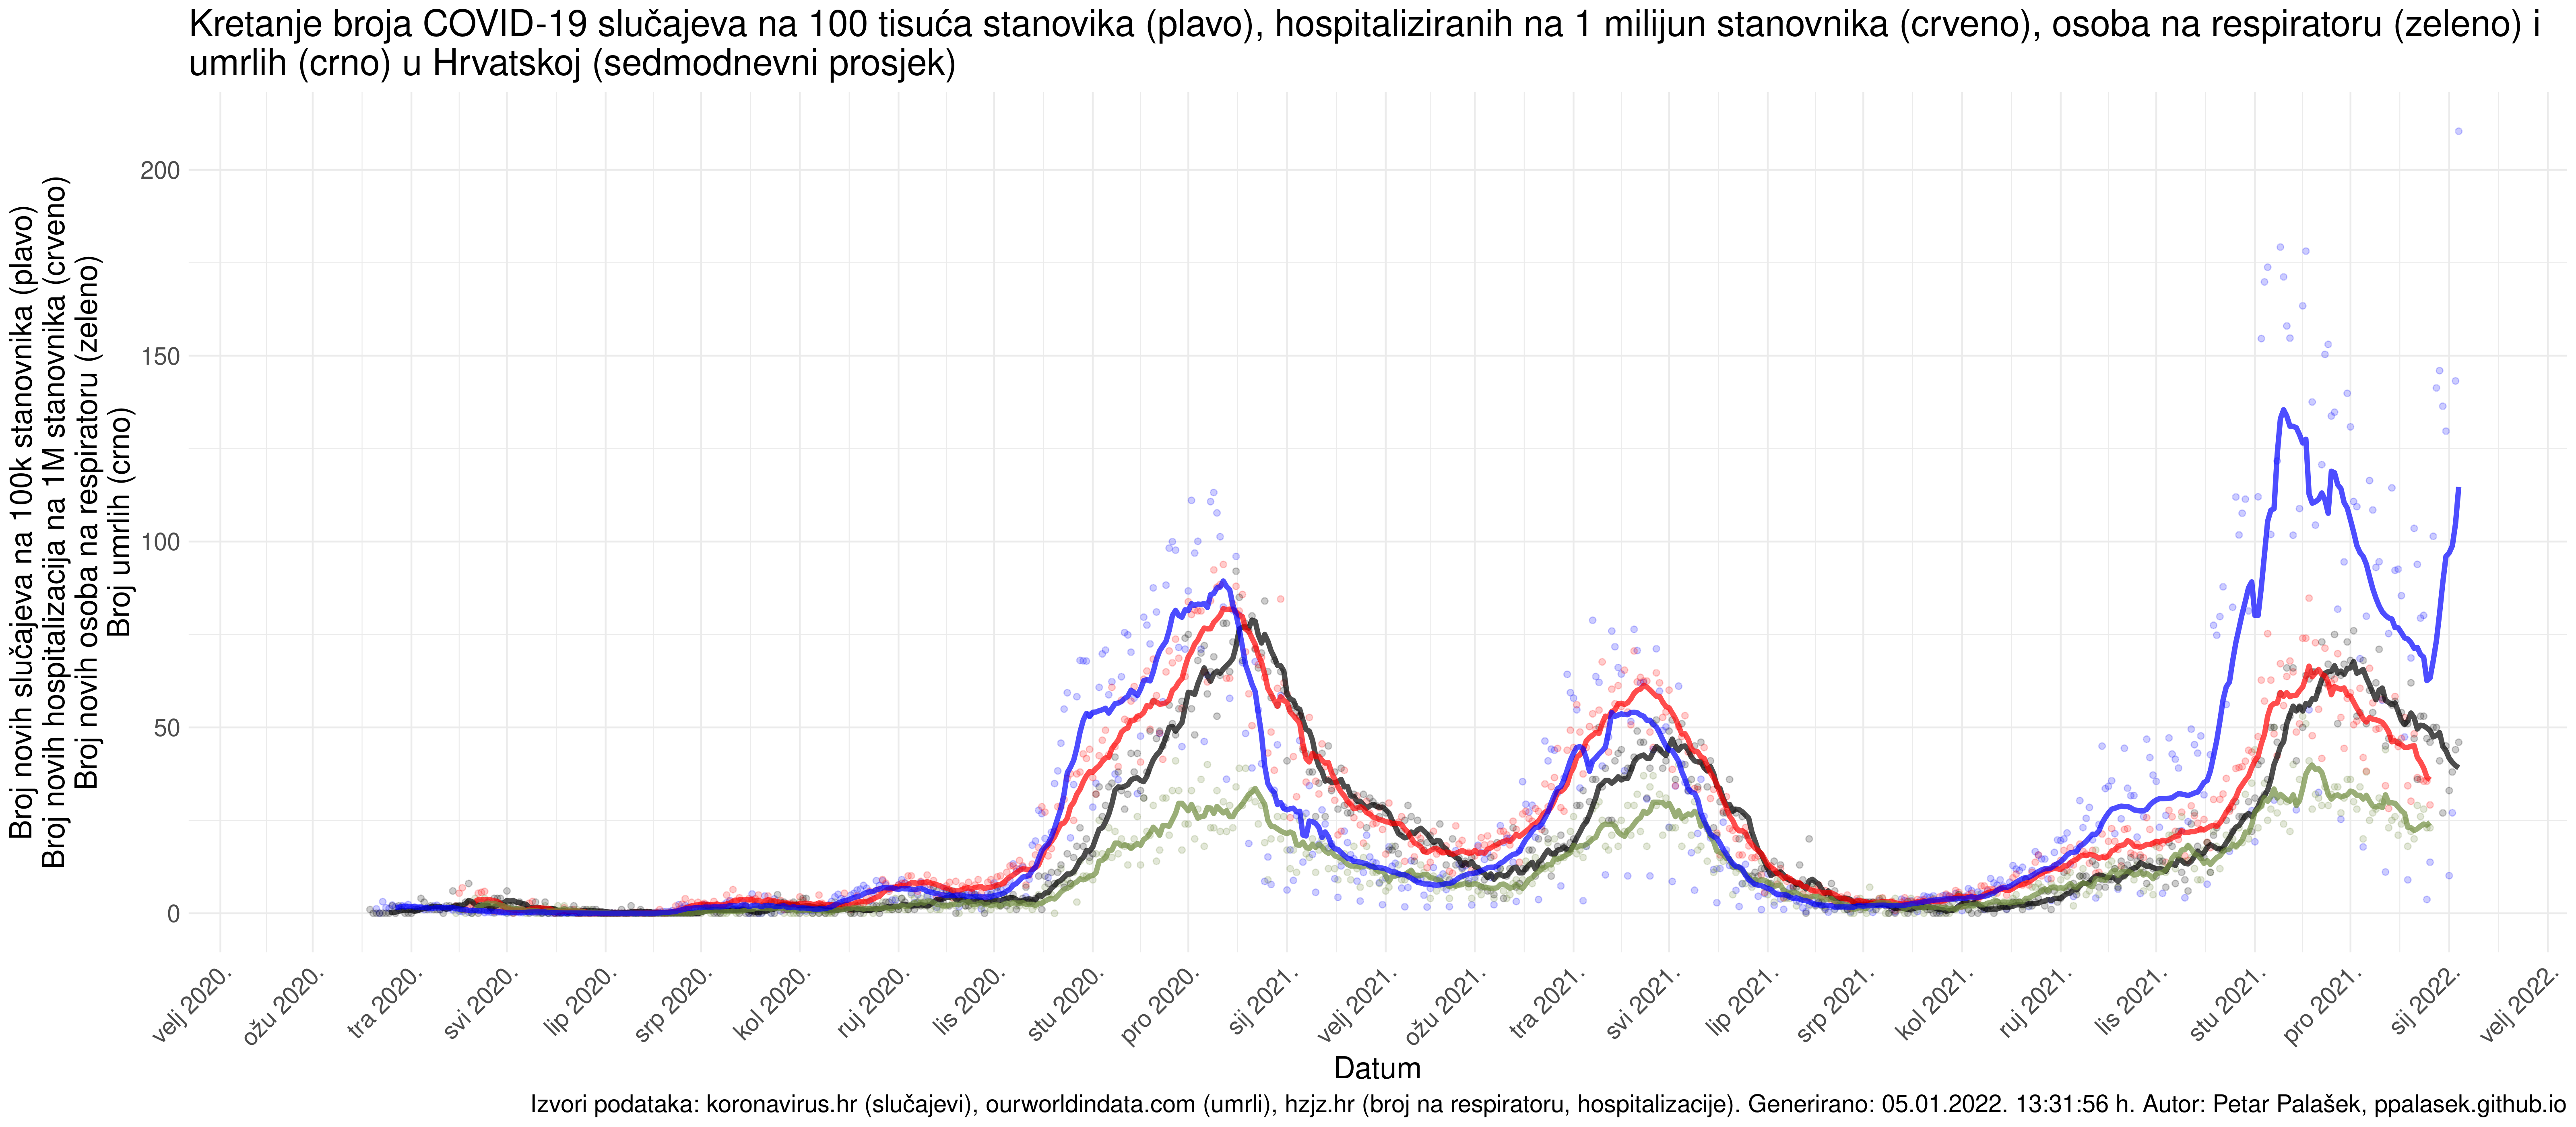 Kretanje broja COVID-19 slučajeva na 100 tisuća stanovika (plavo), hospitaliziranih na 1 milijun stanovnika (crveno), osoba na respiratoru (zeleno) i
umrlih (crno) u Hrvatskoj (sedmodnevni prosjek)
Broj novih slučajeva na 100k stanovnika (plavo)
Broj novih hospitalizacija na 1M stanovnika (crveno)
Broj novih osoba na respiratoru (zeleno)
Broj umrlih (crno)
200
150
100
50
0
velj 2020.
ožu 2020.
tra 2020.
svi 2020.
lip 2020.
srp 2020.
kol 2020.
ruj 2020.
lis 2020.
stu 2020.
pro 2020.
sij 2021.
velj 2021.
ožu 2021.
tra 2021.
svi 2021.
lip 2021.
srp 2021.
kol 2021.
ruj 2021.
lis 2021.
stu 2021.
pro 2021.
sij 2022.
velj 2022.
Datum
Izvori podataka: koronavirus.hr (slučajevi), ourworldindata.com (umrli), hzjz.hr (broj na respiratoru, hospitalizacije). Generirano: 05.01.2022. 13:31:56 h. Autor: Petar Palašek, ppalasek.github.io